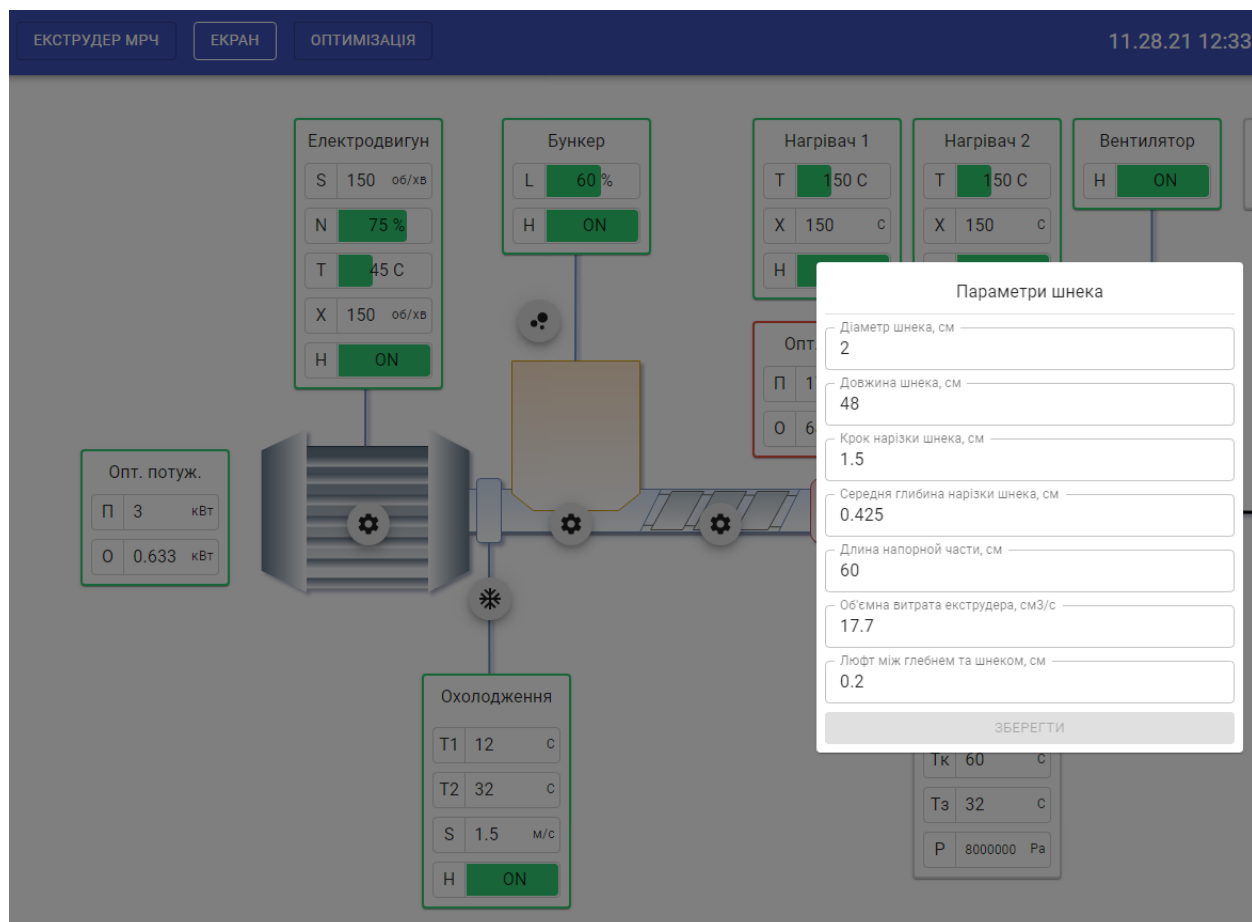 ЕКСТРУДЕР МРЧ ЕКРАН ОПТИМІЗАЦІЯ 11.28.21 12:33
Електродвигун
S 150 об/хв
N 75 %
T 45 C
X 150 об/хв
H ON
Бункер
L 60 %
H ON
Нагрівач 1
T 150 C
X 150 C
H
Нагрівач 2
T 150 C
X 150 C
Вентилятор
H ON
Опт. потуж.
П 3 кВт
О 0.633 кВт
Опт.
П 1
О 6
Охолодження
T1 12 C
T2 32 C
S 1.5 м/с
H ON
Параметри шнека
Діаметр шнека, см
2
Довжина шнека, см
48
Крок нарізки шнека, см
1.5
Середня глибина нарізки шнека, см
0.425
Длина напорной части, см
60
Об'ємна витрата екструдера, см3/с
17.7
Люфт між глебнем та шнеком, см
0.2
ЗБЕРЕГТИ
Тк 60 C
Тз 32 C
P 8000000 Pa